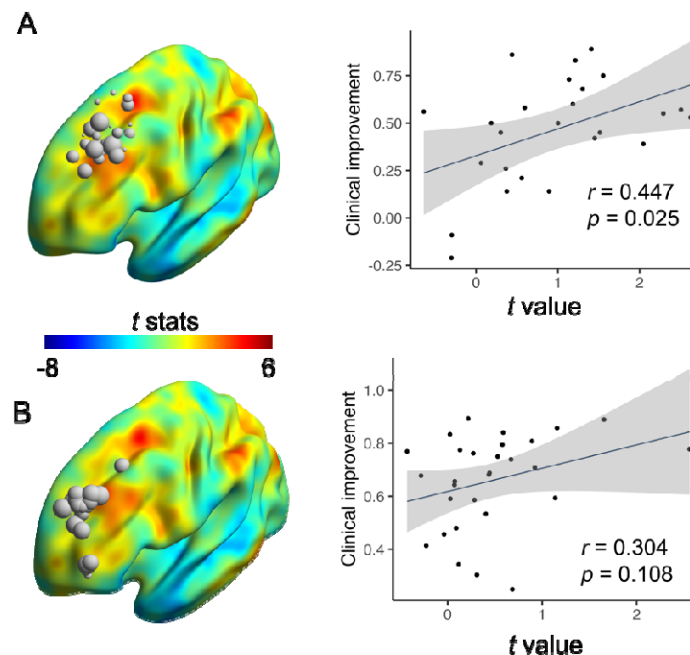 A
Clinical improvement
0.75
0.50
0.25
0.00
-0.25
0
1
2
r = 0.447
p = 0.025
t value
t stats
-8
6
B
Clinical improvement
1.0
0.8
0.6
0.4
0
1
2
r = 0.304
p = 0.108
t value